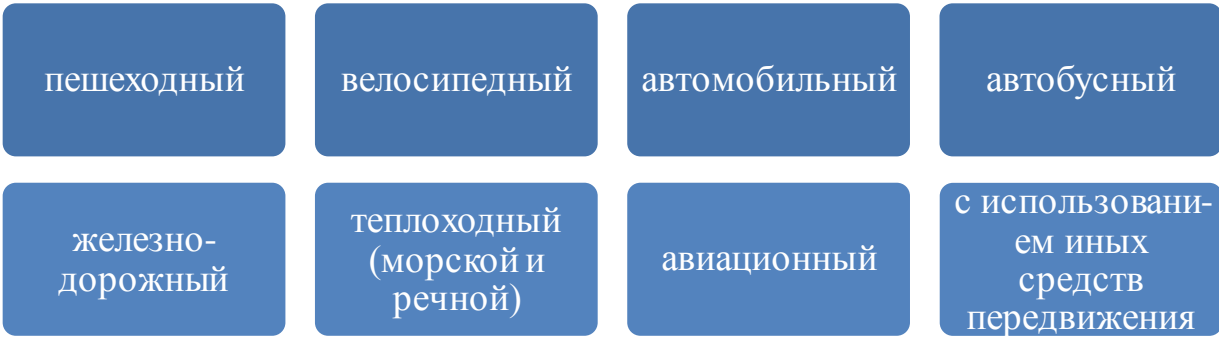 пешеходный
велосипедный
автомобильный
автобусный
железно-
дорожный
теплоходный
(морской и
речной)
авиационный
с использовани-
ем иных
средств
передвижения